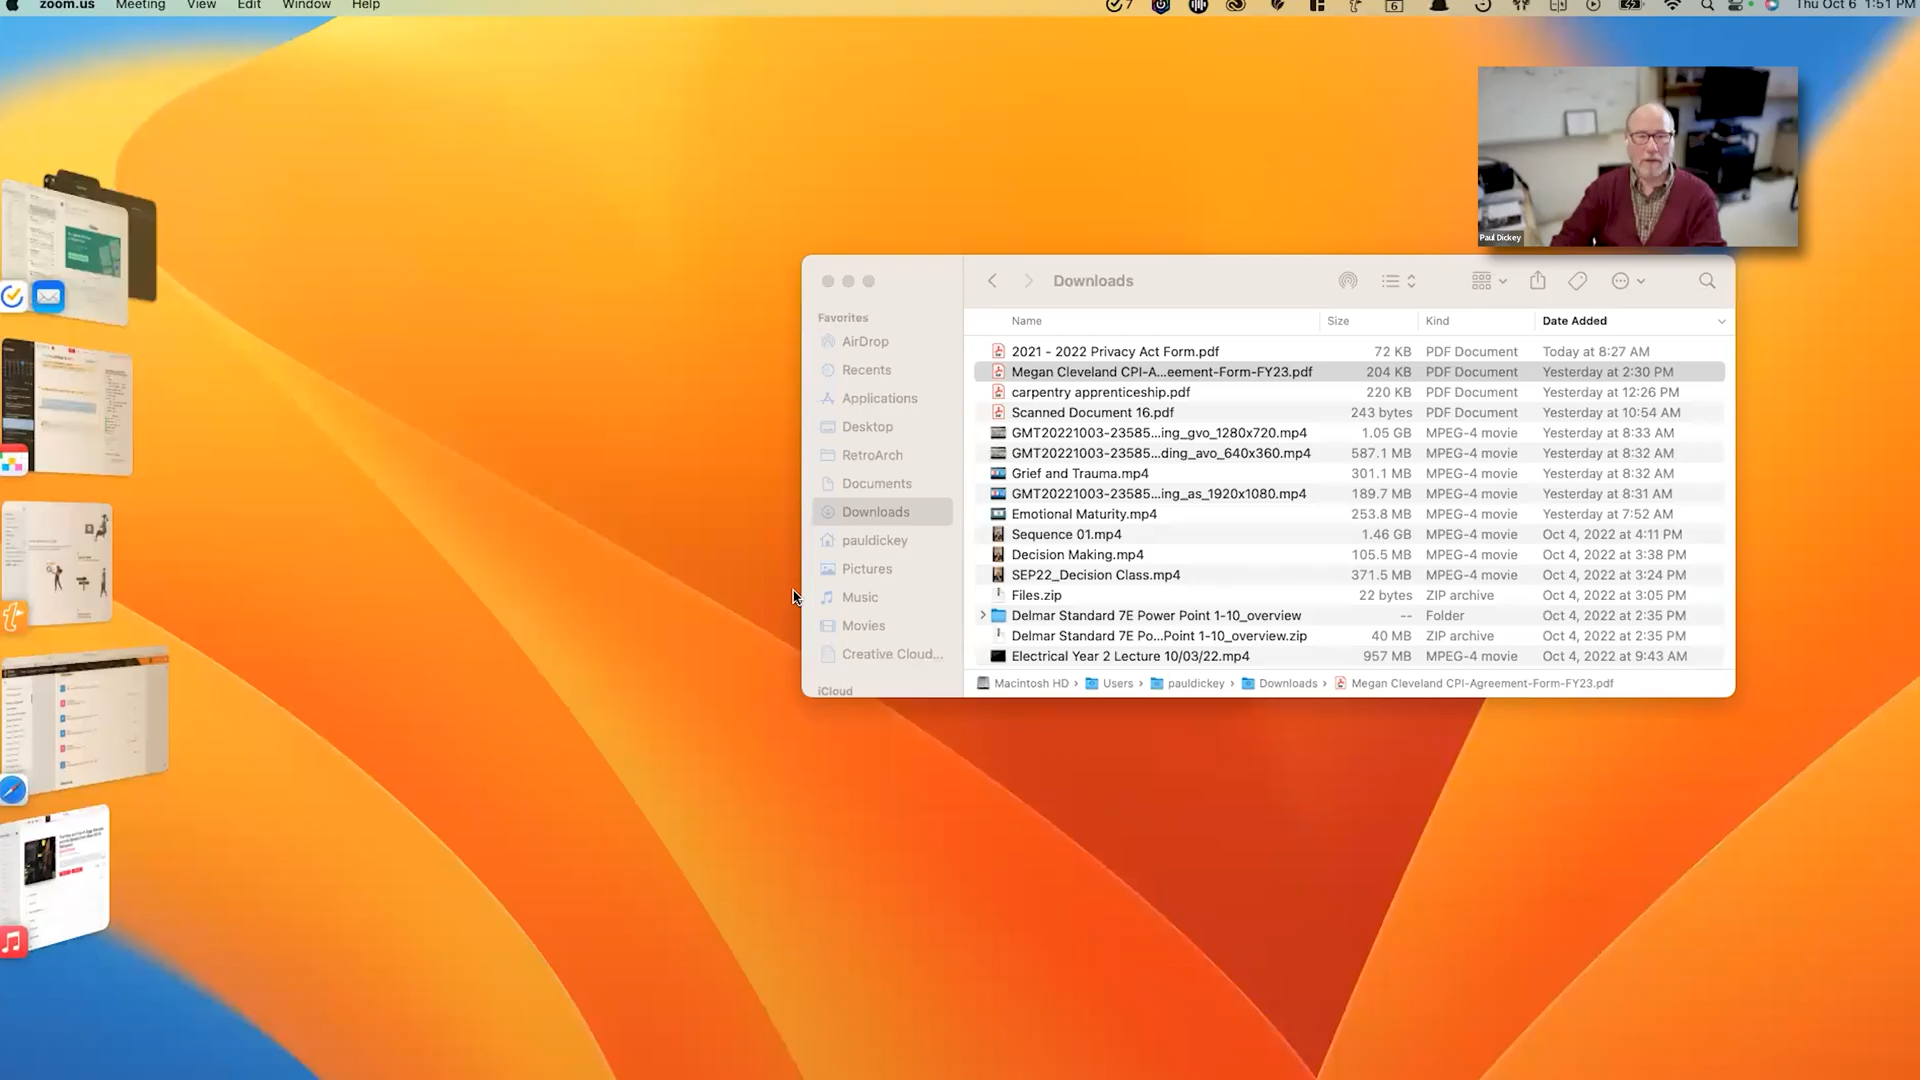 zoom.us Meeting View Edit Window Help 7 6 Thu Oct 6 1:51 PM
Paul Dickey
Downloads
Favorites
AirDrop
Recents
Applications
Desktop
RetroArch
Documents
Downloads
pauldickey
Pictures
Music
Movies
Creative Cloud...
iCloud
Name Size Kind Date Added
2021 - 2022 Privacy Act Form.pdf 72 KB PDF Document Today at 8:27 AM
Megan Cleveland CPI-A...eement-Form-FY23.pdf 204 KB PDF Document Yesterday at 2:30 PM
carpentry apprenticeship.pdf 220 KB PDF Document Yesterday at 12:26 PM
Scanned Document 16.pdf 243 bytes PDF Document Yesterday at 10:54 AM
GMT20221003-23585...ing_gvo_1280x720.mp4 1.05 GB MPEG-4 movie Yesterday at 8:33 AM
GMT20221003-23585...ding_avo_640x360.mp4 587.1 MB MPEG-4 movie Yesterday at 8:32 AM
Grief and Trauma.mp4 301.1 MB MPEG-4 movie Yesterday at 8:32 AM
GMT20221003-23585...ing_as_1920x1080.mp4 189.7 MB MPEG-4 movie Yesterday at 8:31 AM
Emotional Maturity.mp4 253.8 MB MPEG-4 movie Yesterday at 7:52 AM
Sequence 01.mp4 1.46 GB MPEG-4 movie Oct 4, 2022 at 4:11 PM
Decision Making.mp4 105.5 MB MPEG-4 movie Oct 4, 2022 at 3:38 PM
SEP22_Decision Class.mp4 371.5 MB MPEG-4 movie Oct 4, 2022 at 3:24 PM
Files.zip 22 bytes ZIP archive Oct 4, 2022 at 3:05 PM
Delmar Standard 7E Power Point 1-10_overview -- Folder Oct 4, 2022 at 2:35 PM
Delmar Standard 7E Po...Point 1-10_overview.zip 40 MB ZIP archive Oct 4, 2022 at 2:35 PM
Electrical Year 2 Lecture 10/03/22.mp4 957 MB MPEG-4 movie Oct 4, 2022 at 9:43 AM
Macintosh HD › Users › pauldickey › Downloads › Megan Cleveland CPI-Agreement-Form-FY23.pdf